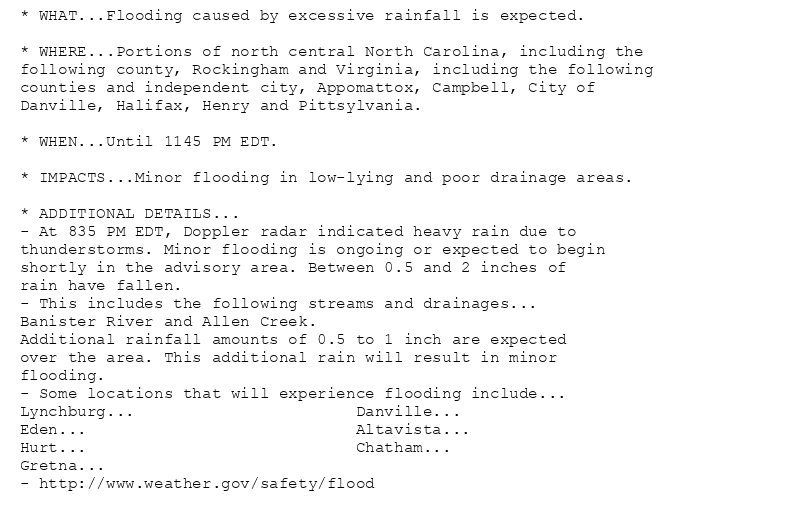 * WHAT...Flooding caused by excessive rainfall is expected.
* WHERE...Portions of north central North Carolina, including the
following county, Rockingham and Virginia, including the following
counties and independent city, Appomattox, Campbell, City of
Danville, Halifax, Henry and Pittsylvania.
* WHEN...Until 1145 PM EDT.
* IMPACTS...Minor flooding in low-lying and poor drainage areas.
* ADDITIONAL DETAILS...
- At 835 PM EDT, Doppler radar indicated heavy rain due to
thunderstorms. Minor flooding is ongoing or expected to begin
shortly in the advisory area. Between 0.5 and 2 inches of
rain have fallen.
- This includes the following streams and drainages...
Banister River and Allen Creek.
Additional rainfall amounts of 0.5 to 1 inch are expected
over the area. This additional rain will result in minor
flooding.
- Some locations that will experience flooding include...
Lynchburg... Danville...
Eden... Altavista...
Hurt... Chatham...
Gretna...
- http://www.weather.gov/safety/flood